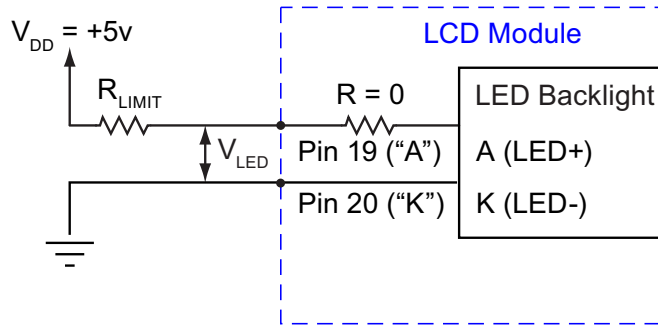 V_DD = +5v
LCD Module
R_LIMIT
R = 0
LED Backlight
V_LED
Pin 19 (“A”)
A (LED+)
Pin 20 (“K”)
K (LED-)